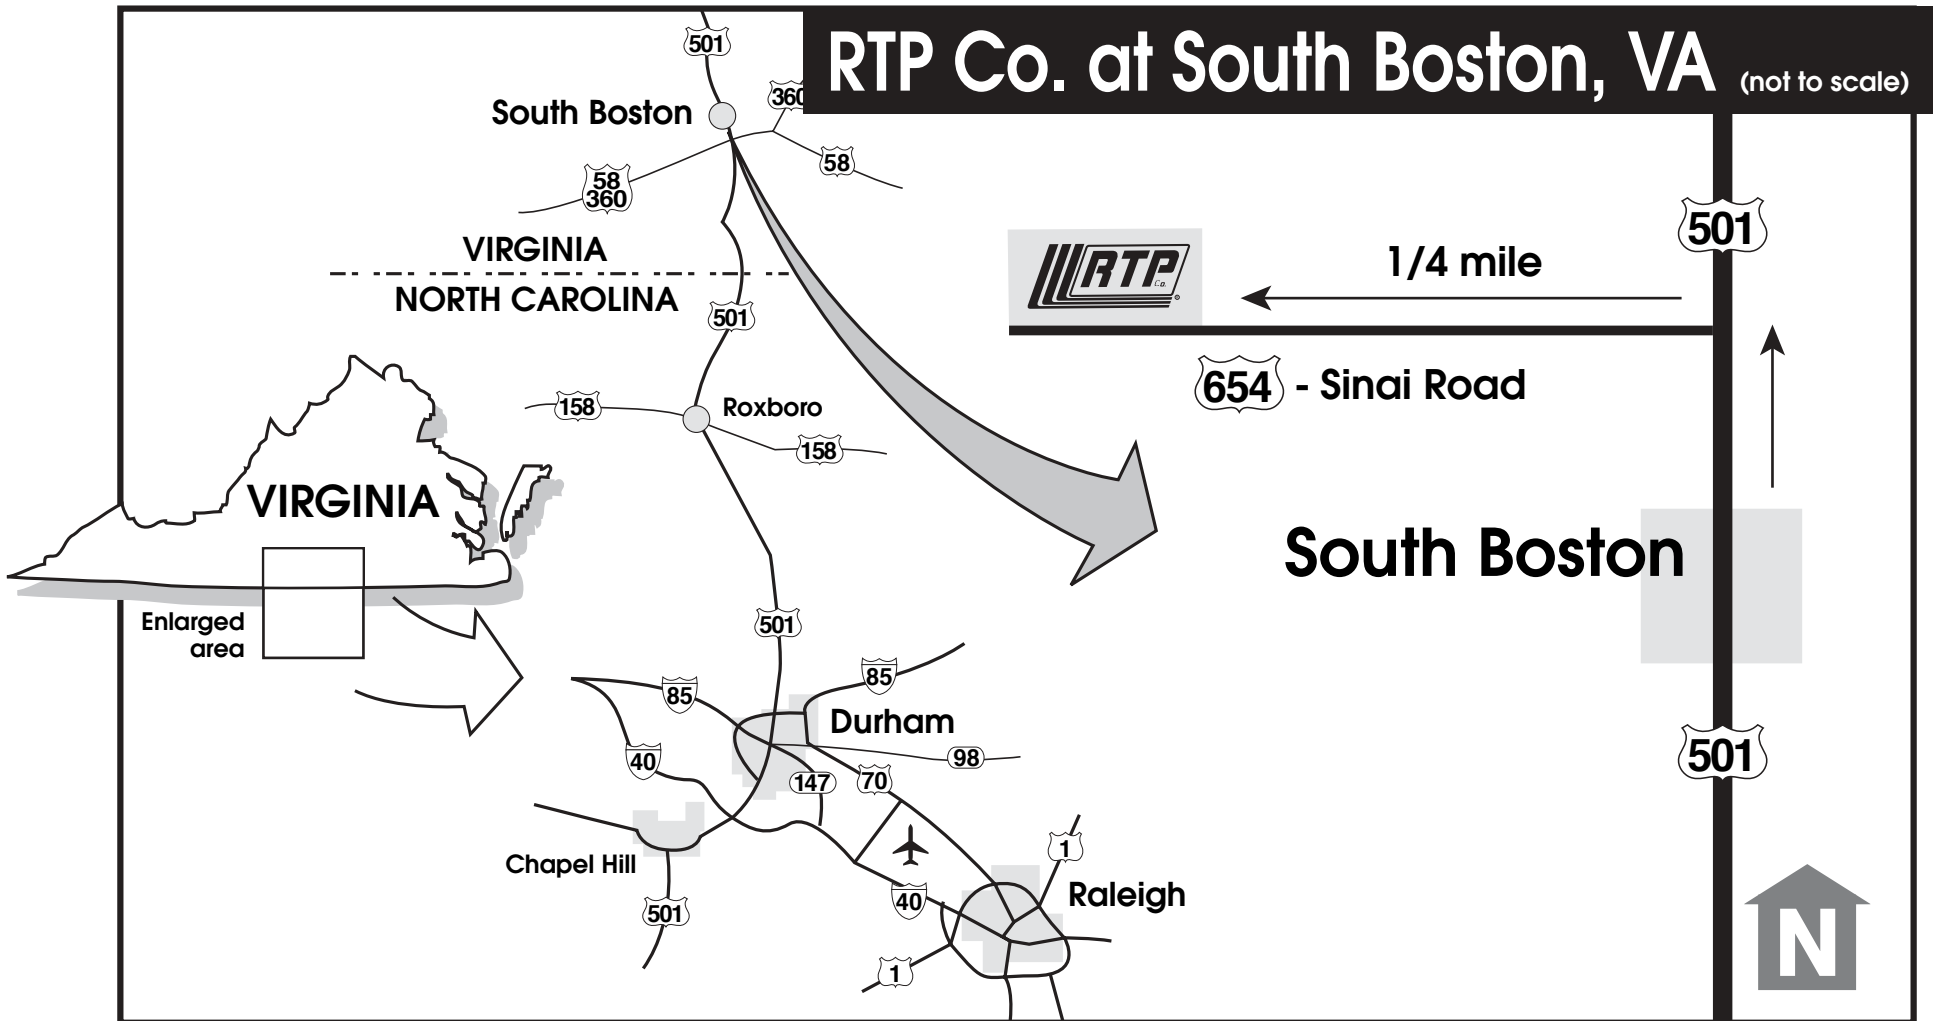 RTP Co. at South Boston, VA (not to scale)
501
South Boston
360
58
58
360
VIRGINIA
NORTH CAROLINA
501
158
Roxboro
158
VIRGINIA
Enlarged
area
501
85
85
Durham
40
98
147
70
Chapel Hill
501
1
40
Raleigh
1
501
RTP
Co.
®
1/4 mile
654 - Sinai Road
South Boston
501
N